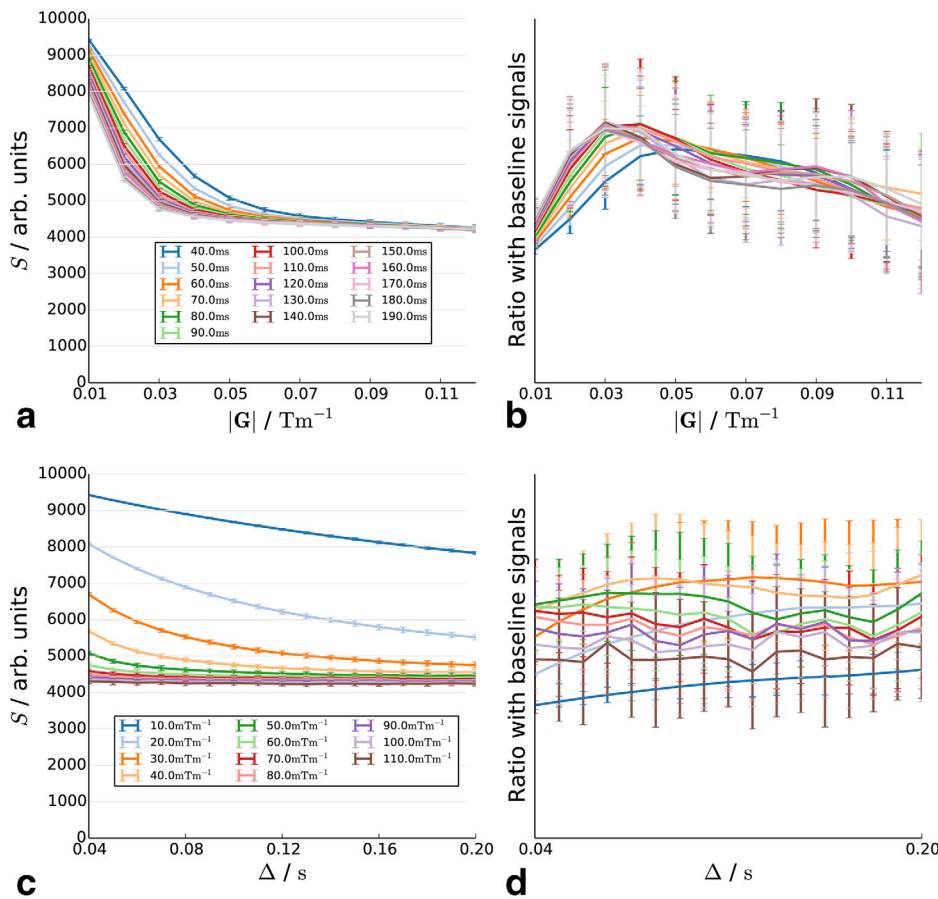 10000
9000
8000
7000
6000
5000
4000
3000
2000
1000
0
S / arb. units
40.0ms 100.0ms 150.0ms
50.0ms 110.0ms 160.0ms
60.0ms 120.0ms 170.0ms
70.0ms 130.0ms 180.0ms
80.0ms 140.0ms 190.0ms
90.0ms
0.01 0.03 0.05 0.07 0.09 0.11
|G| / Tm⁻¹
a
Ratio with baseline signals
0.01 0.03 0.05 0.07 0.09 0.11
|G| / Tm⁻¹
b
10000
9000
8000
7000
6000
5000
4000
3000
2000
1000
0
S / arb. units
10.0mTm⁻¹ 50.0mTm⁻¹ 90.0mTm⁻¹
20.0mTm⁻¹ 60.0mTm⁻¹ 100.0mTm⁻¹
30.0mTm⁻¹ 70.0mTm⁻¹ 110.0mTm⁻¹
40.0mTm⁻¹ 80.0mTm⁻¹
0.04 0.08 0.12 0.16 0.20
Δ / s
c
Ratio with baseline signals
0.04 0.20
Δ / s
d